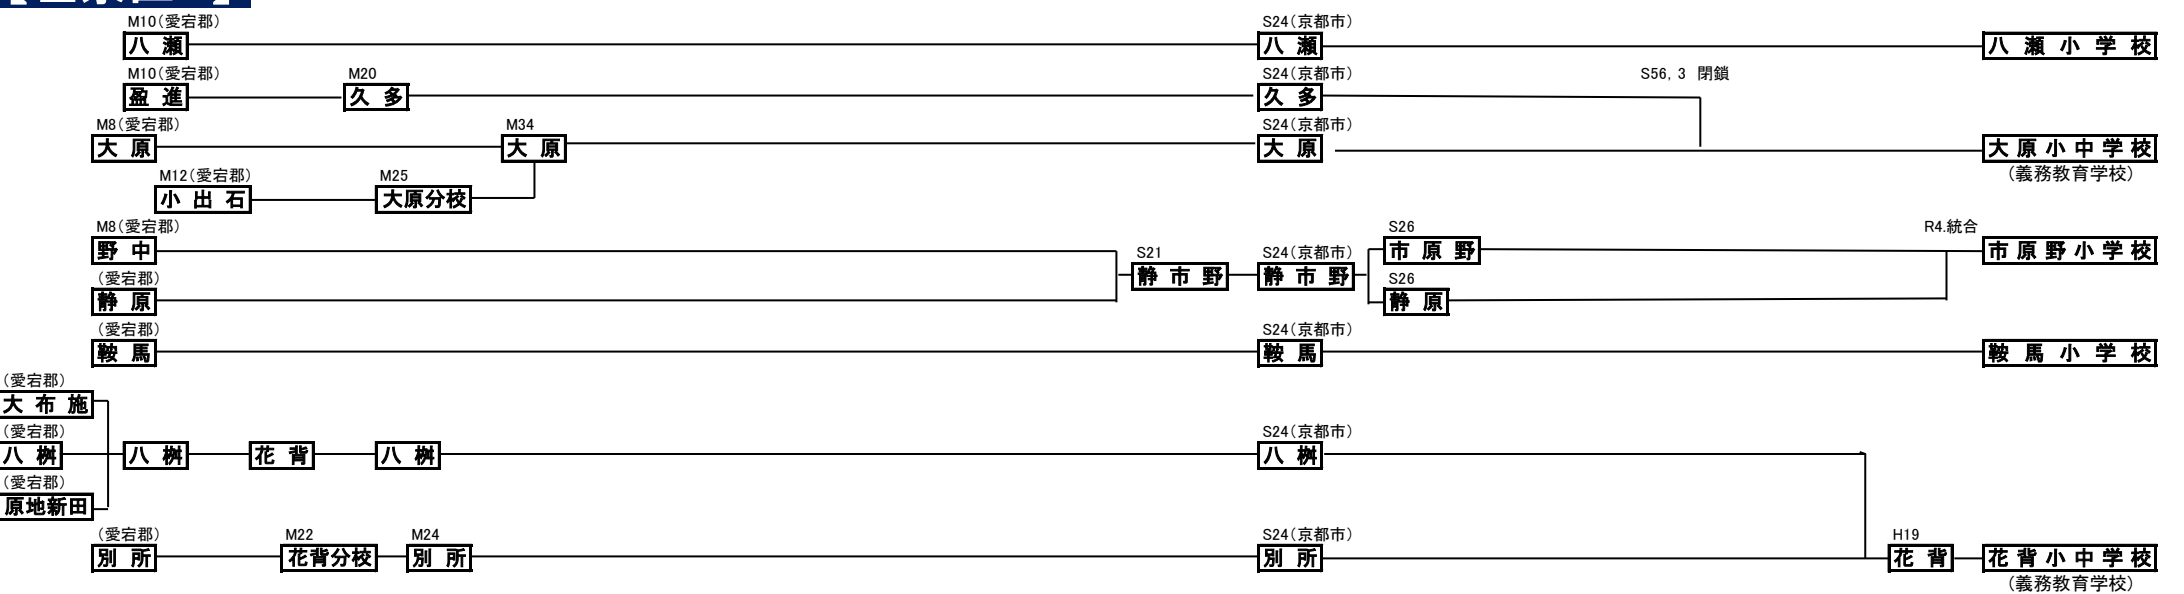 M10(愛宕郡) S24(京都市)
八瀬 八瀬 八瀬小学校
M10(愛宕郡) M20 S24(京都市) S56,3 閉鎖
盈進 久多 久多
M8(愛宕郡) M34 S24(京都市)
大原 大原 大原 大原小中学校
M12(愛宕郡) M25 (義務教育学校)
小出石 大原分校
M8(愛宕郡) S26 R4.統合
野中 市原野 市原野小学校
S21 S24(京都市)
静市野 静市野
(愛宕郡) S26
静原 静原
(愛宕郡) S24(京都市)
鞍馬 鞍馬 鞍馬小学校
(愛宕郡)
大布施
(愛宕郡) S24(京都市)
八桝 八桝 花背 八桝 八桝
(愛宕郡)
原地新田
(愛宕郡) M22 M24 S24(京都市) H19
別所 花背分校 別所 別所 花背 花背小中学校
(義務教育学校)